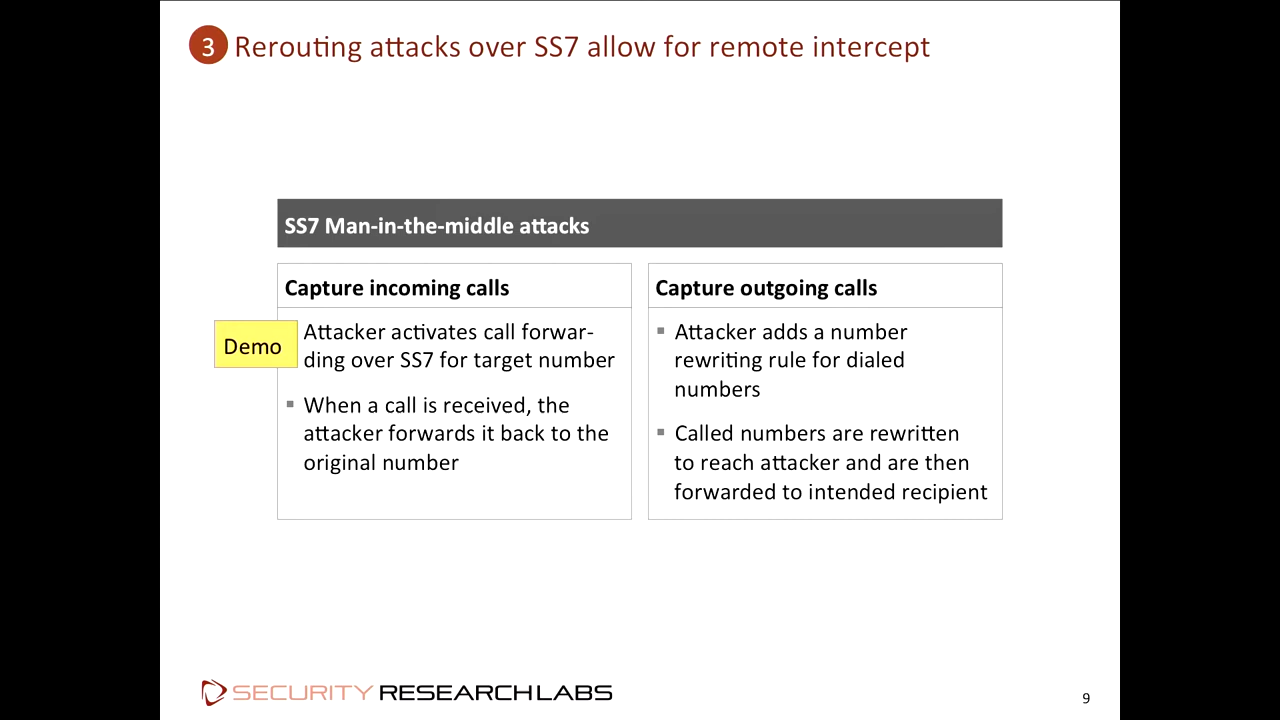 3 Rerouting attacks over SS7 allow for remote intercept
SS7 Man-in-the-middle attacks
Capture incoming calls
Demo
Attacker activates call forwar-
ding over SS7 for target number
▪ When a call is received, the
attacker forwards it back to the
original number
Capture outgoing calls
▪ Attacker adds a number
rewriting rule for dialed
numbers
▪ Called numbers are rewritten
to reach attacker and are then
forwarded to intended recipient
SECURITY RESEARCH LABS
9